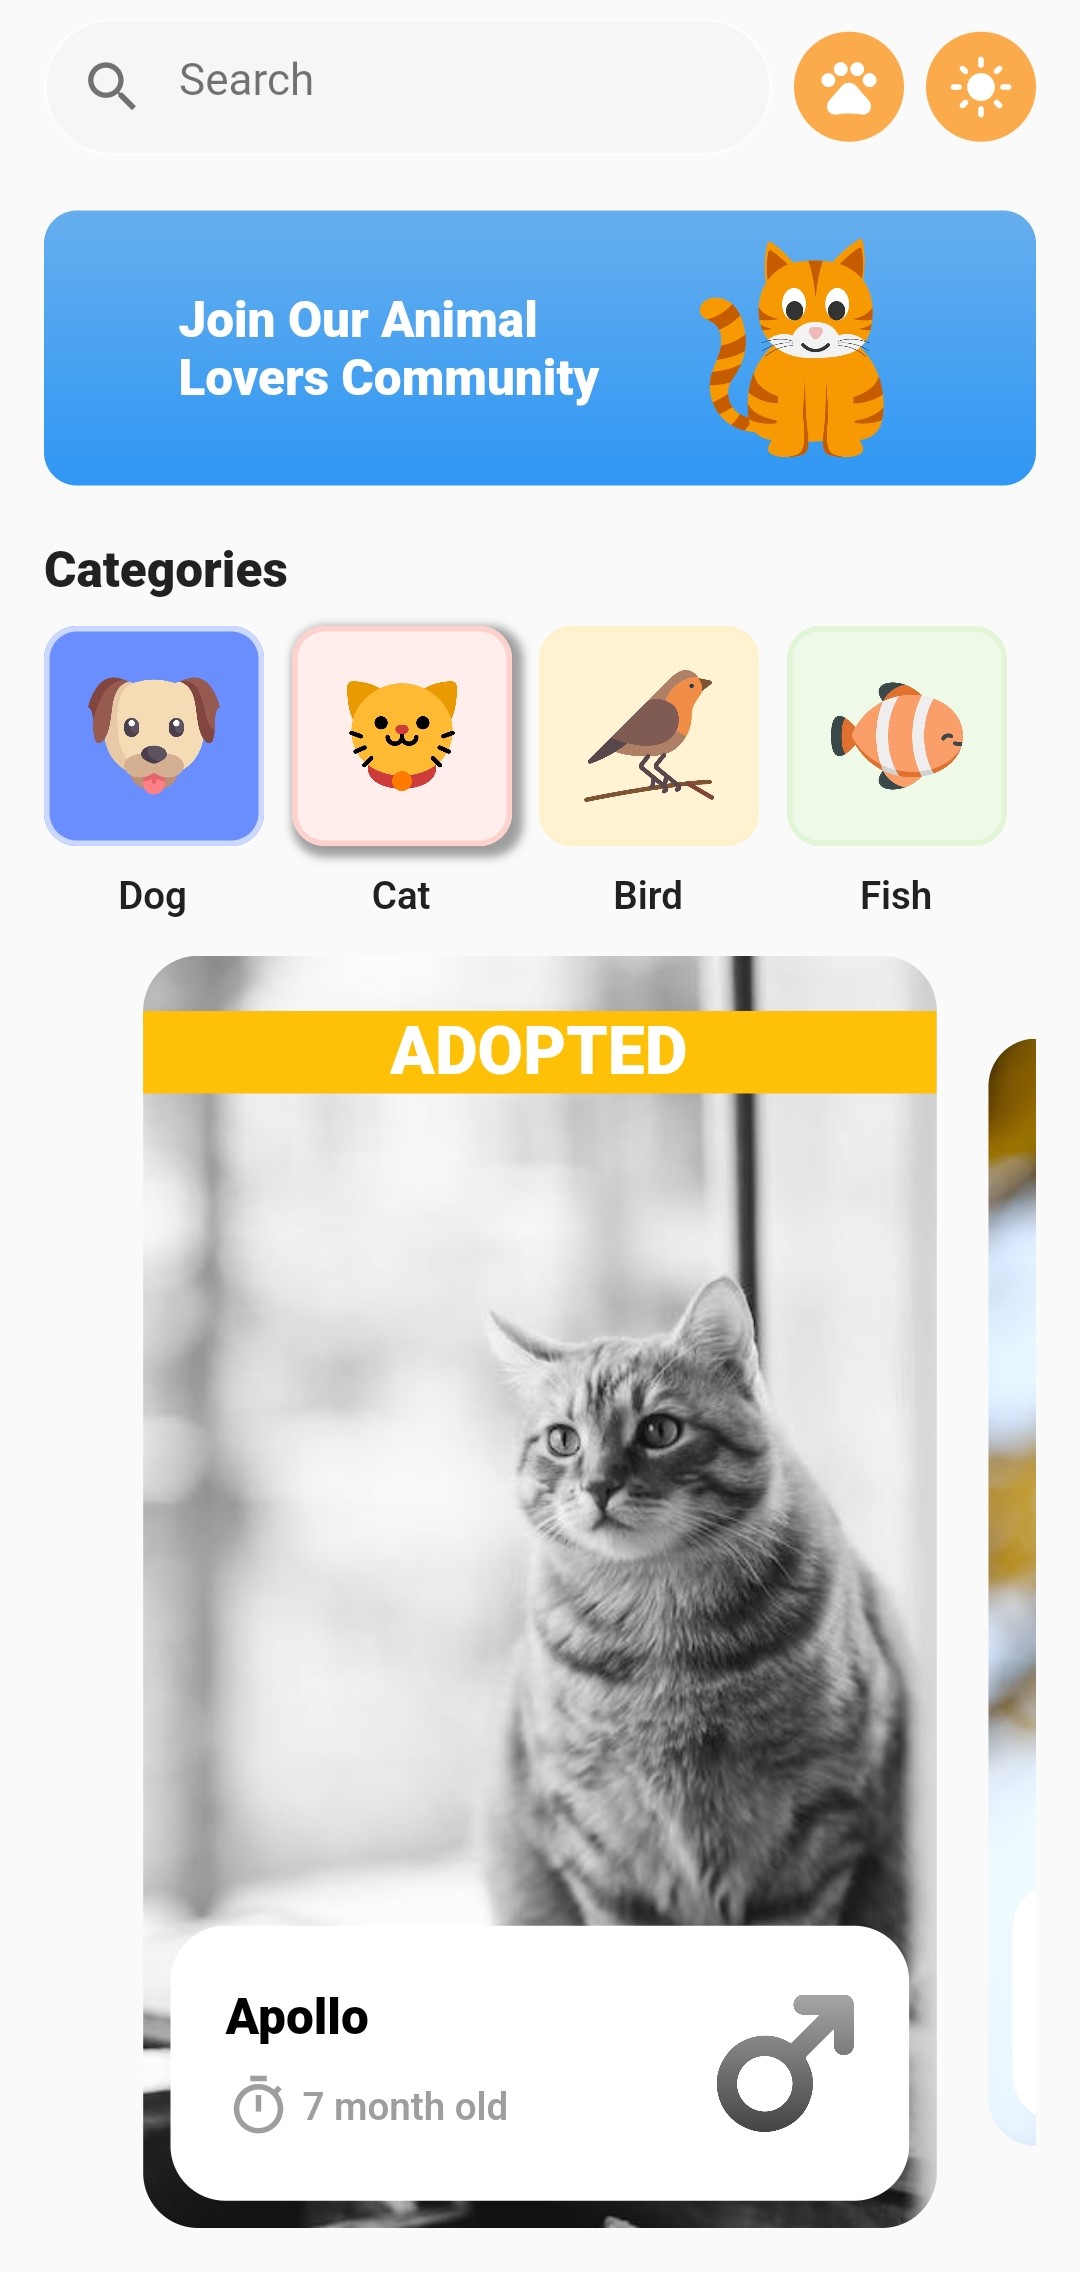 Search
Join Our Animal
Lovers Community
Categories
Dog
Cat
Bird
Fish
ADOPTED
Apollo
7 month old